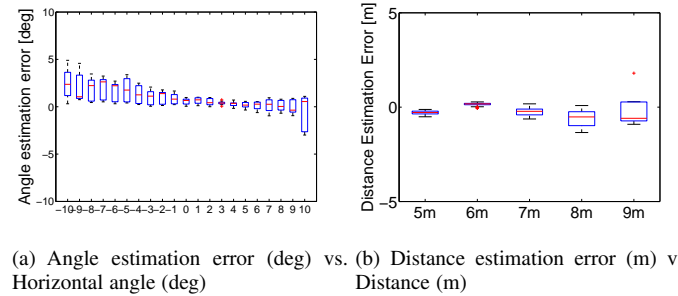 10
5
0
−5
−10
Angle estimation error [deg]
−10 −9 −8 −7 −6 −5 −4 −3 −2 −1 0 1 2 3 4 5 6 7 8 9 10
5
0
−5
Distance Estimation Error [m]
5m 6m 7m 8m 9m
(a) Angle estimation error (deg) vs.
Horizontal angle (deg)
(b) Distance estimation error (m) v
Distance (m)